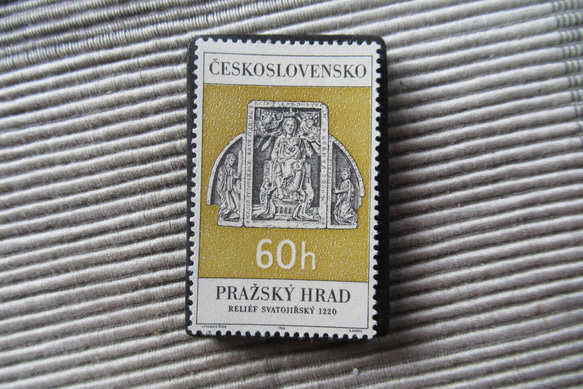 ČESKOSLOVENSKO
60h
PRAŽSKÝ HRAD
RELIÉF SVATOJIŘSKÝ 1220